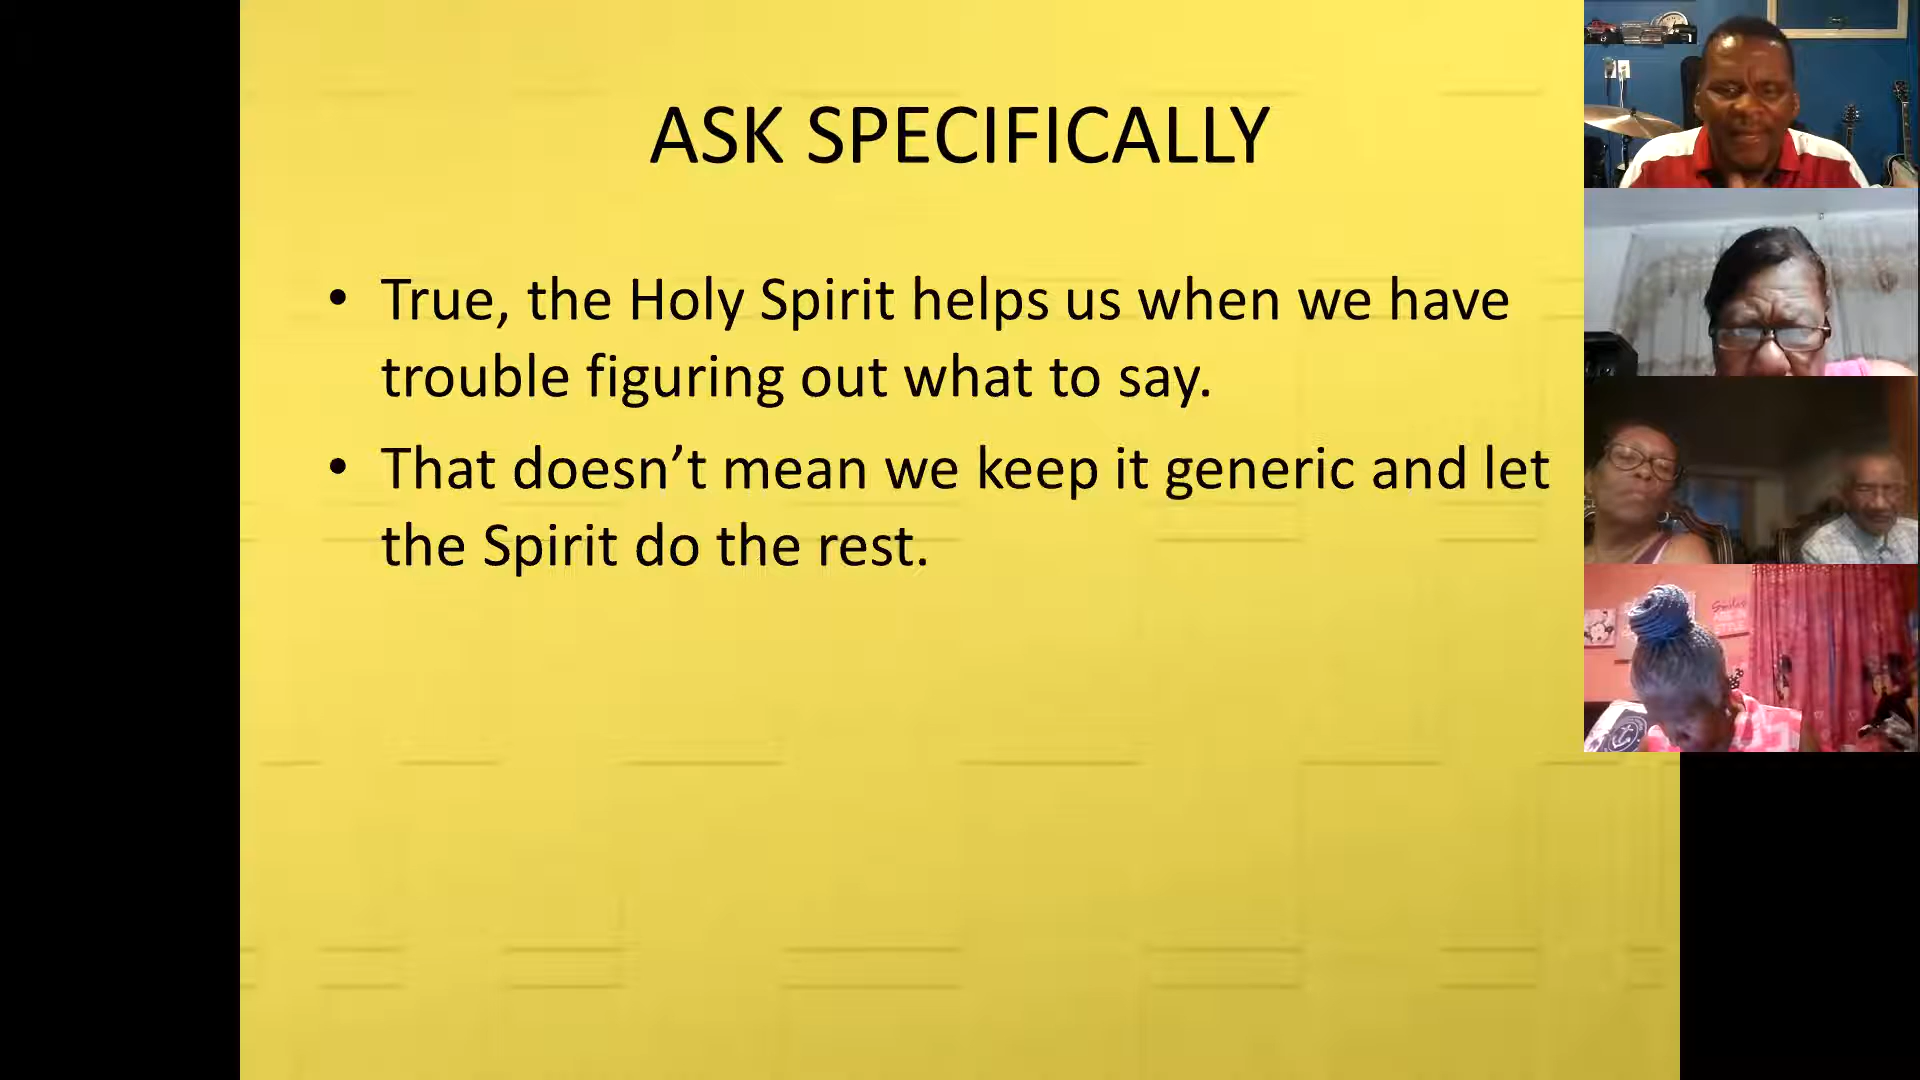 ASK SPECIFICALLY
• True, the Holy Spirit helps us when we have
trouble figuring out what to say.
• That doesn’t mean we keep it generic and let
the Spirit do the rest.